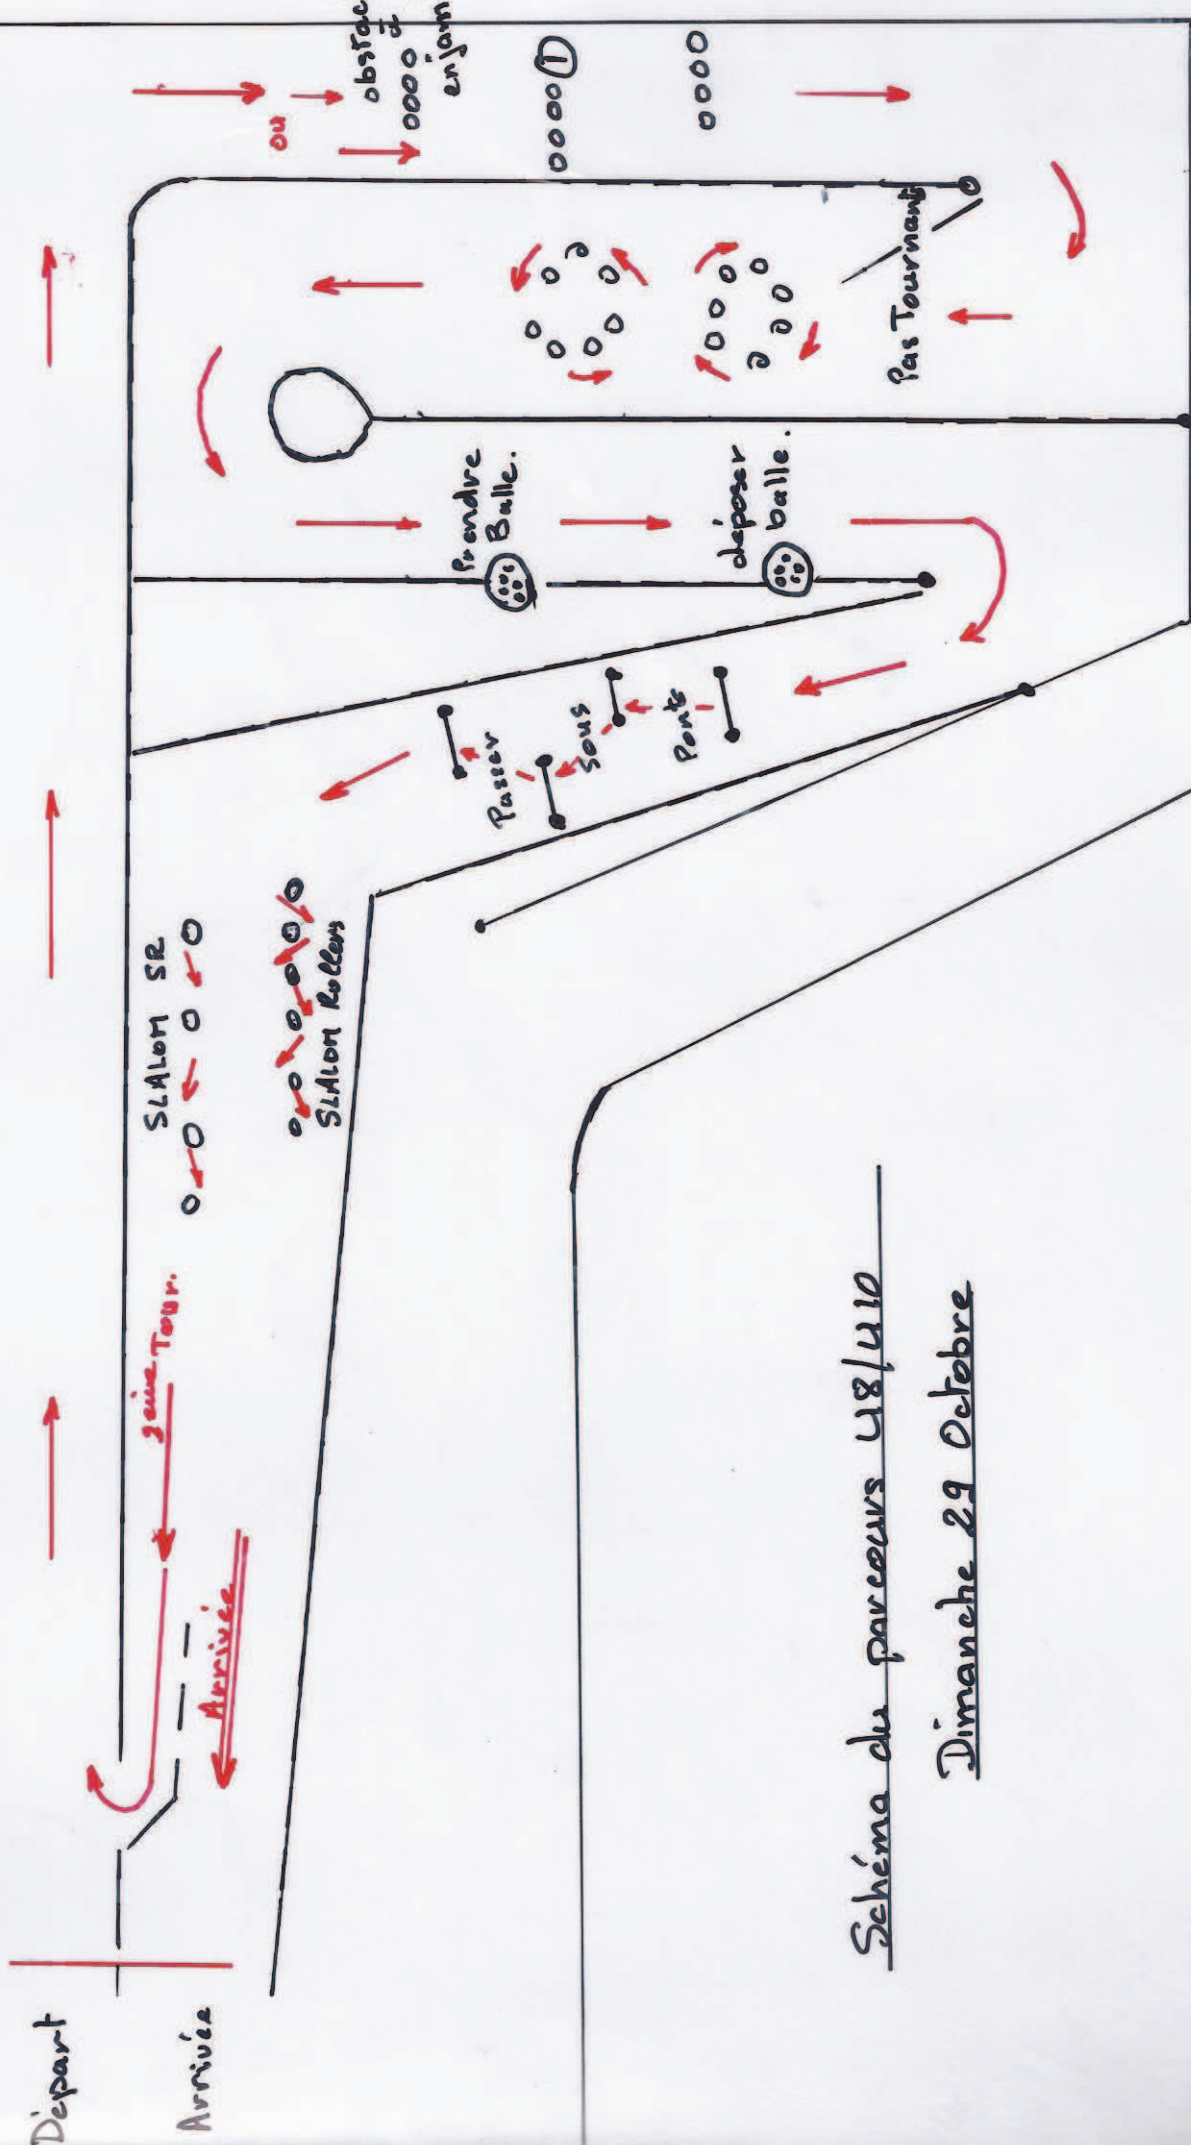 Départ
Arrivée
Arrivée
2ème Tour.
SLALOM SR
SLALOM Rollers
Passer
Sous
Ponts
Prendre
Balle.
déposer
balle.
Pas Tournant
ou
obstac
à
enjam
1
Schéma du parcours U8/U10
Dimanche 29 Octobre